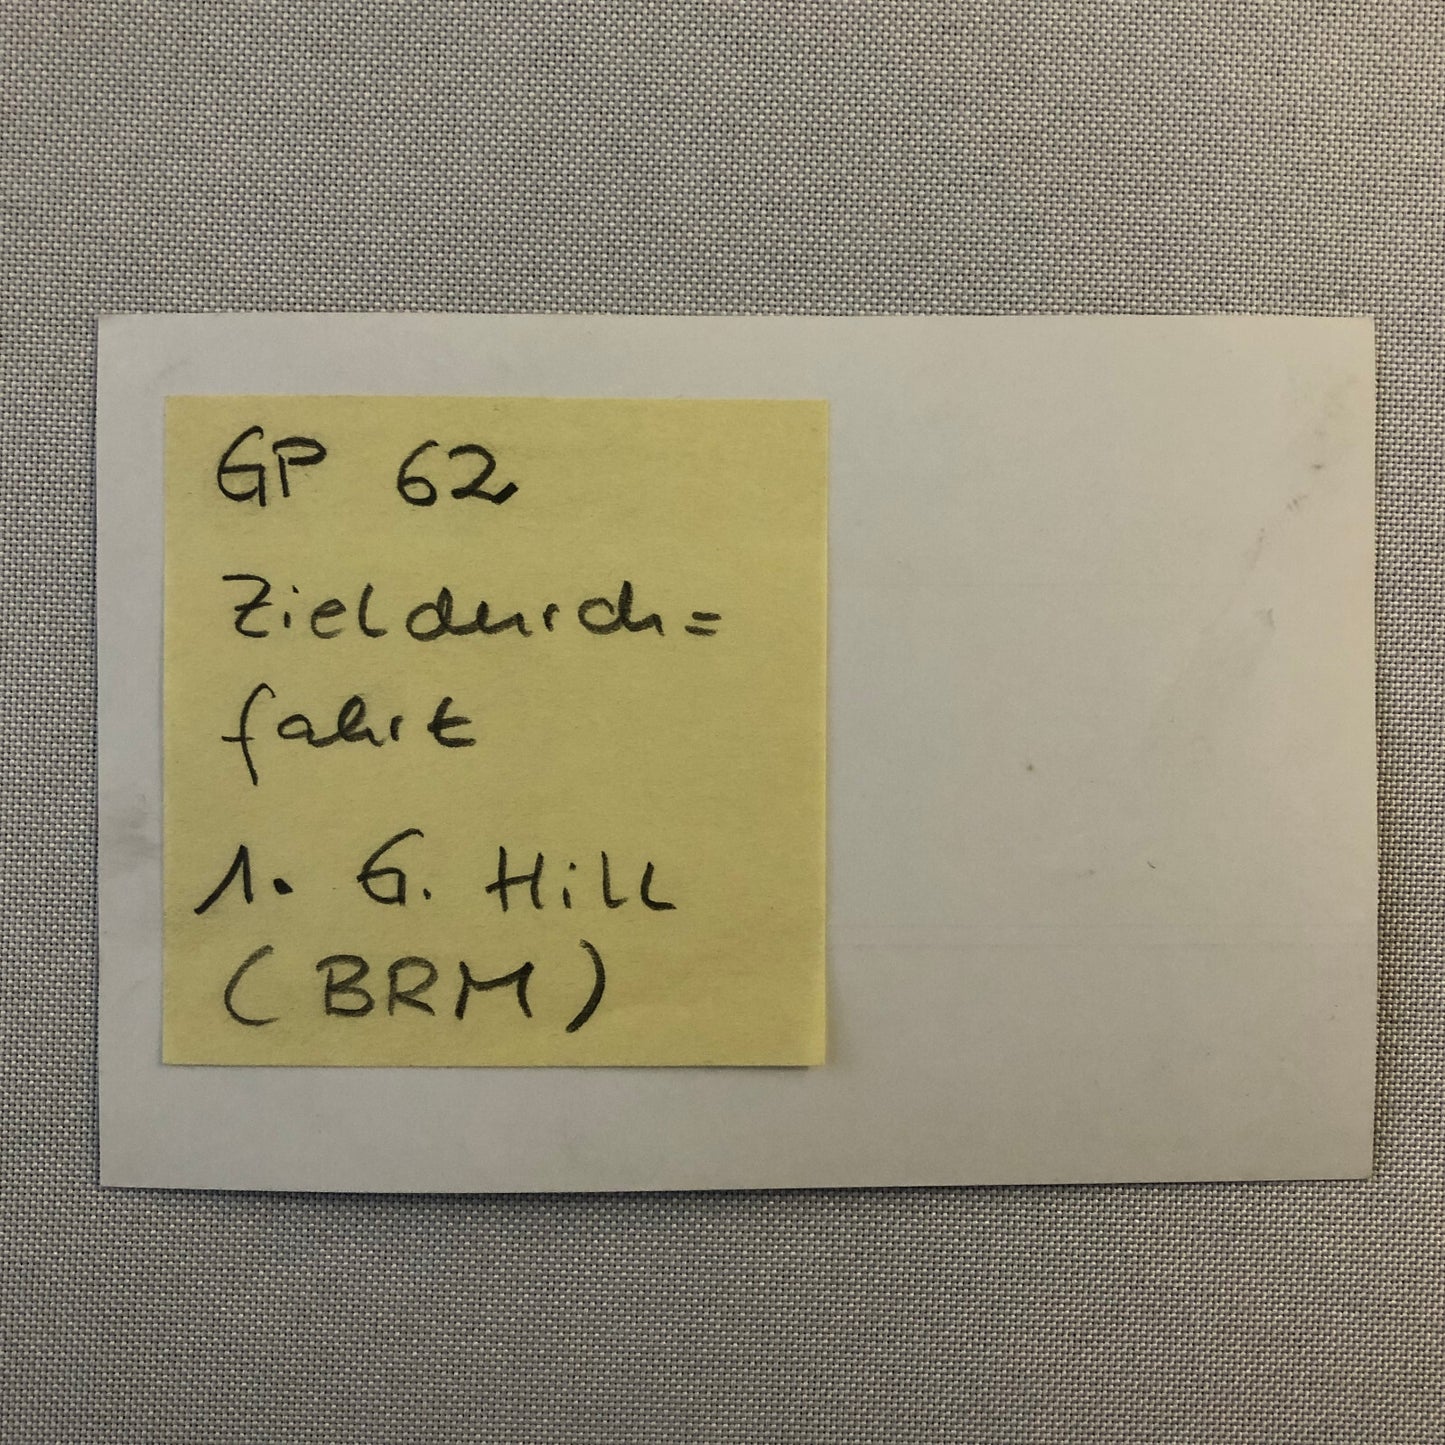 GP 62
Zieldurch=
fahrt
1. G. Hill
(BRM)